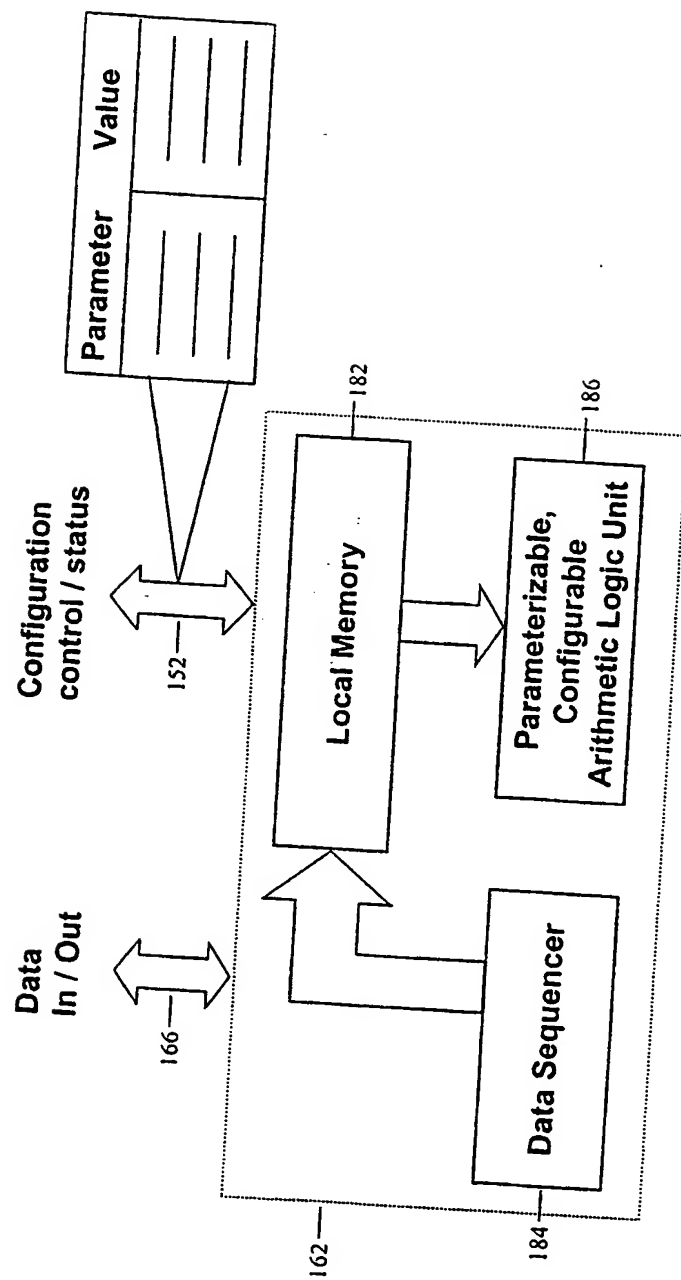 Parameter Value
Configuration
control / status
152
Data
In / Out
166
162
Local Memory
182
Parameterizable,
Configurable
Arithmetic Logic Unit
186
Data Sequencer
184